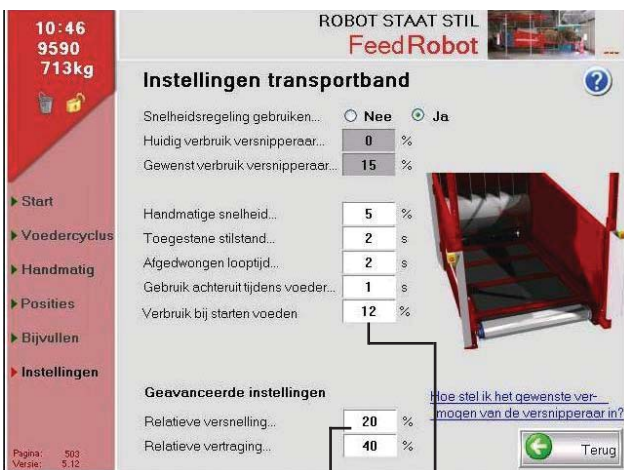 10:46
9590
713kg
ROBOT STAAT STIL
FeedRobot
...
Instellingen transportband
?
Snelheidsregeling gebruiken... Nee Ja
Huidig verbruik versnipperaar... 0 %
Gewenst verbruik versnipperaar... 15 %
Start
Voedercyclus
Handmatig
Posities
Bijvullen
Instellingen
Handmatige snelheid... 5 %
Toegestane stilstand... 2 s
Afgedwongen looptijd... 2 s
Gebruik achteruit tijdens voeder... 1 s
Verbruik bij starten voeden 12 %
Geavanceerde instellingen
Relatieve versnelling... 20 %
Relatieve vertraging... 40 %
Hoe stel ik het gewenste ver-
mogen van de versnipperaar in?
Terug
Pagina: 503
Versie: 5.12